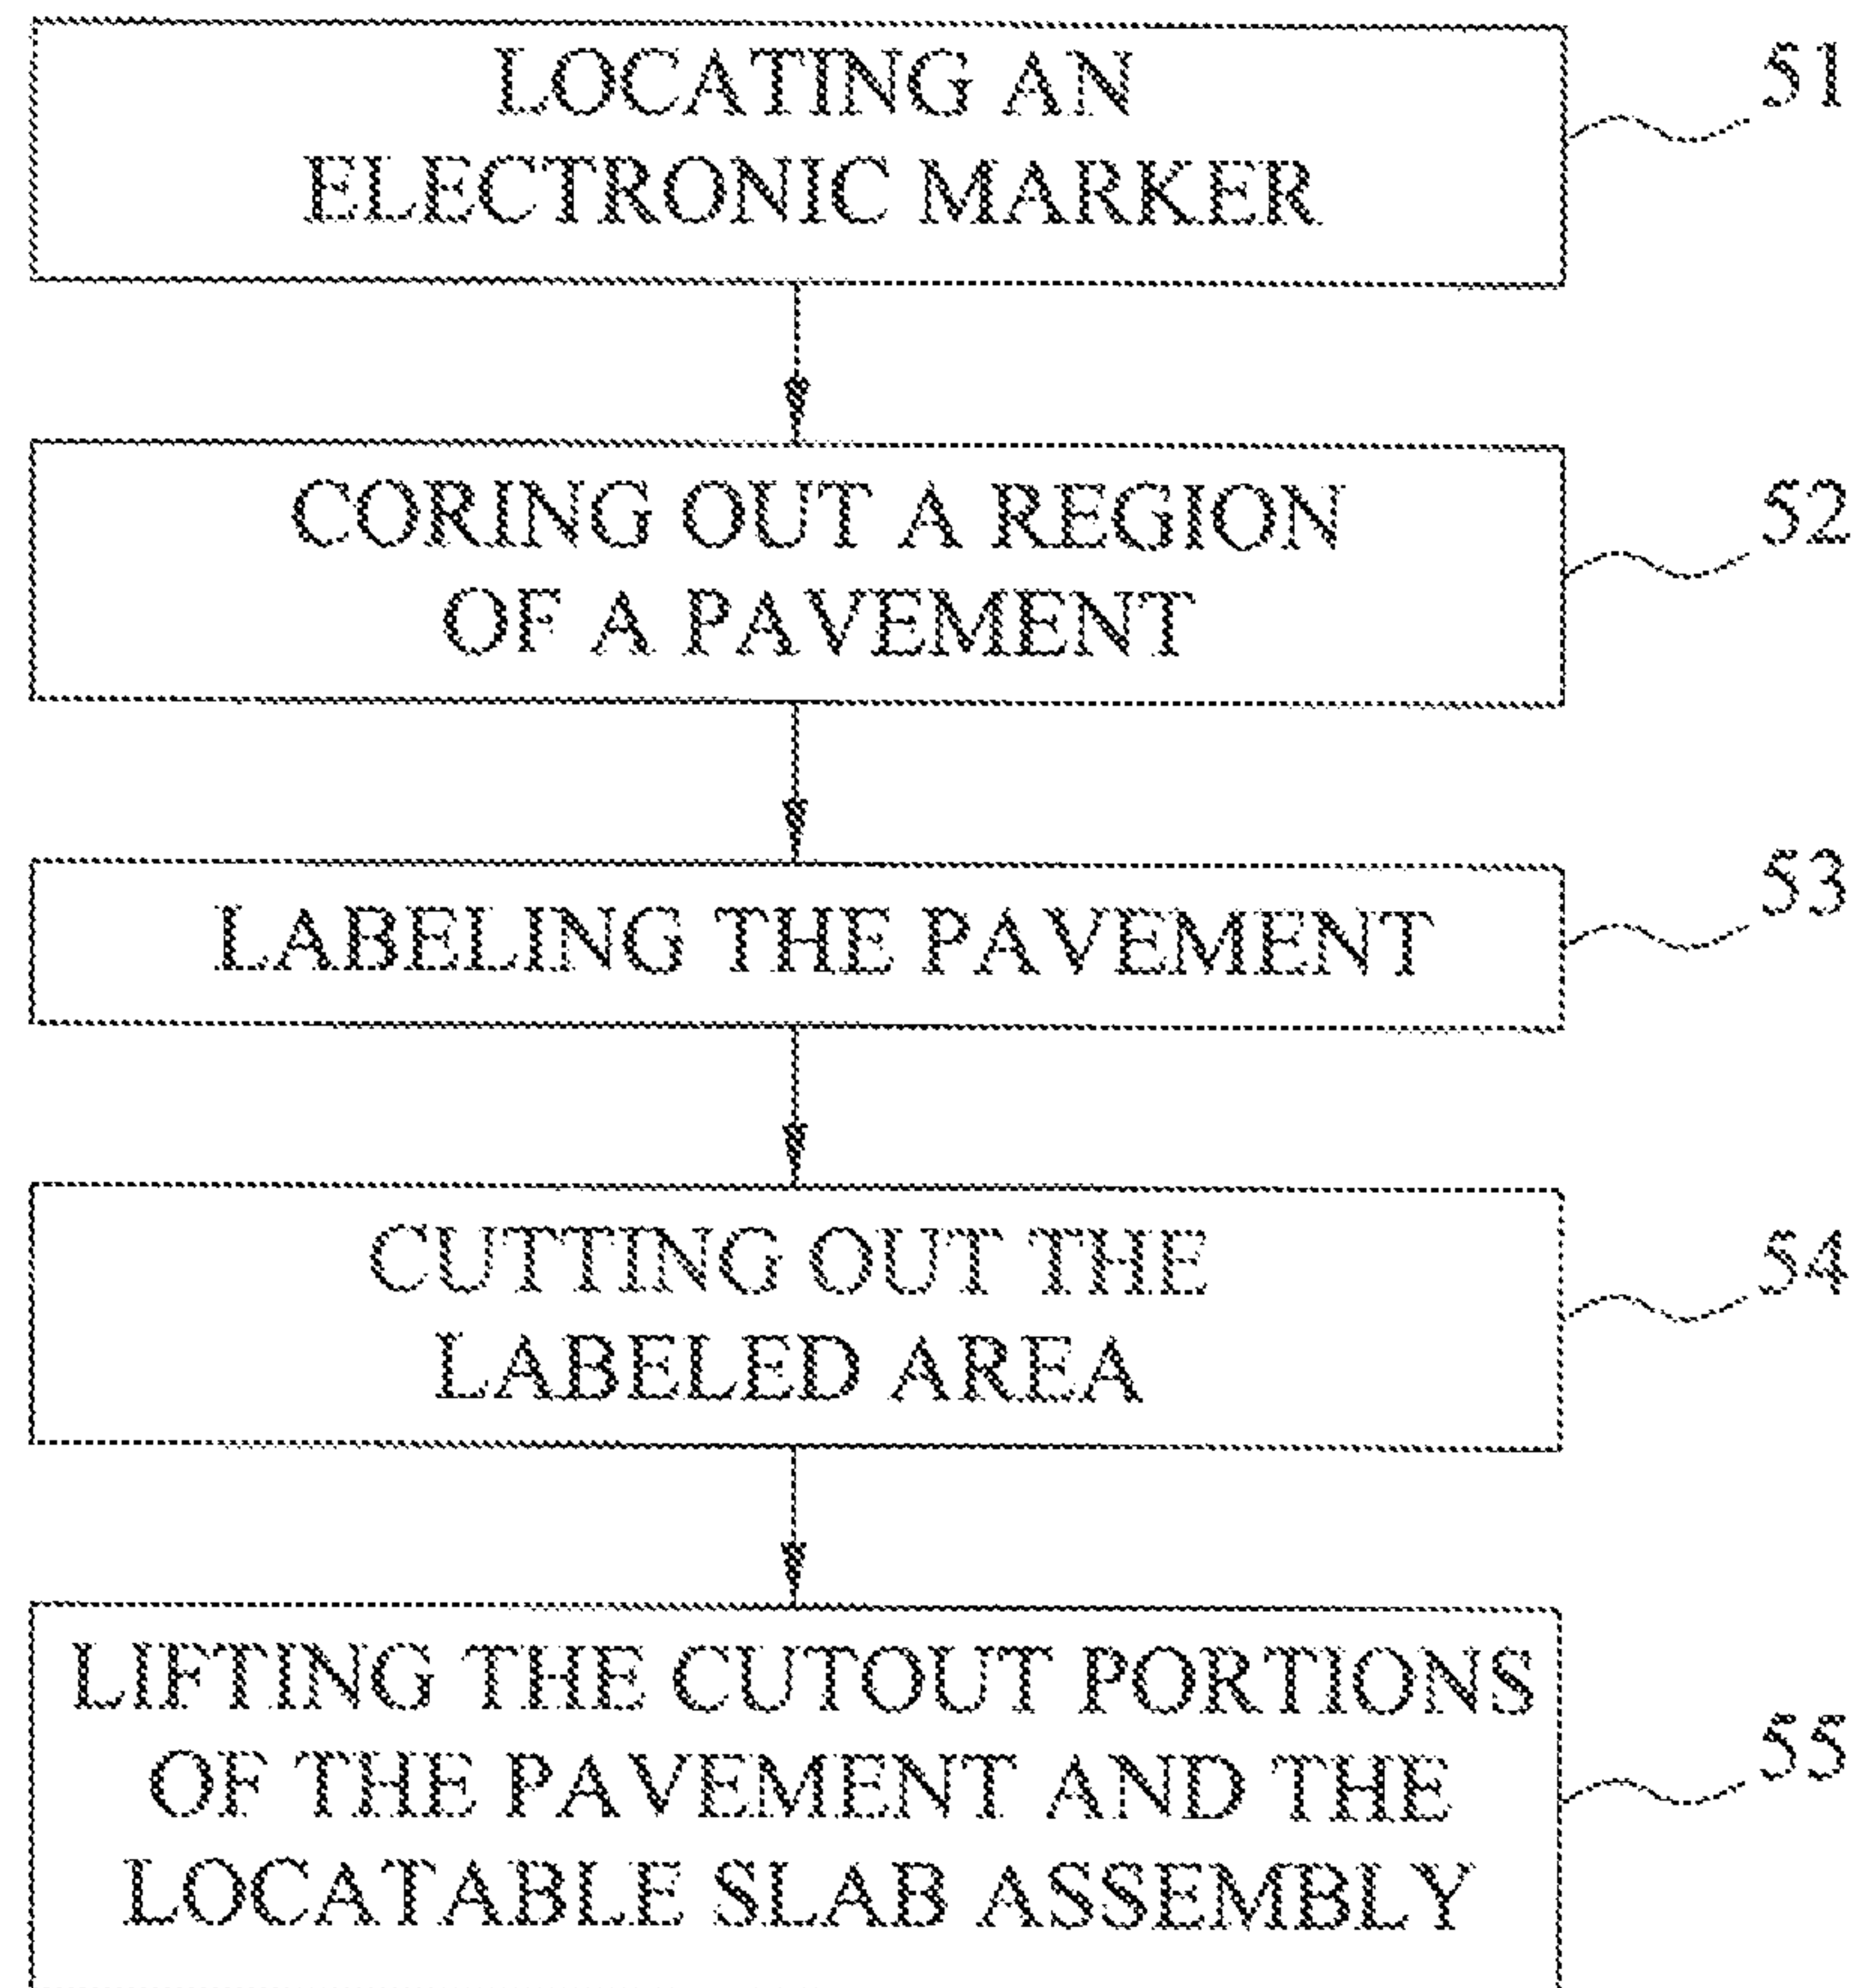 LOCATING AN
ELECTRONIC MARKER
51
CORING OUT A REGION
OF A PAVEMENT
52
LABELING THE PAVEMENT
53
CUTTING OUT THE
LABELED AREA
54
LIFTING THE CUTOUT PORTIONS
OF THE PAVEMENT AND THE
LOCATABLE SLAB ASSEMBLY
55